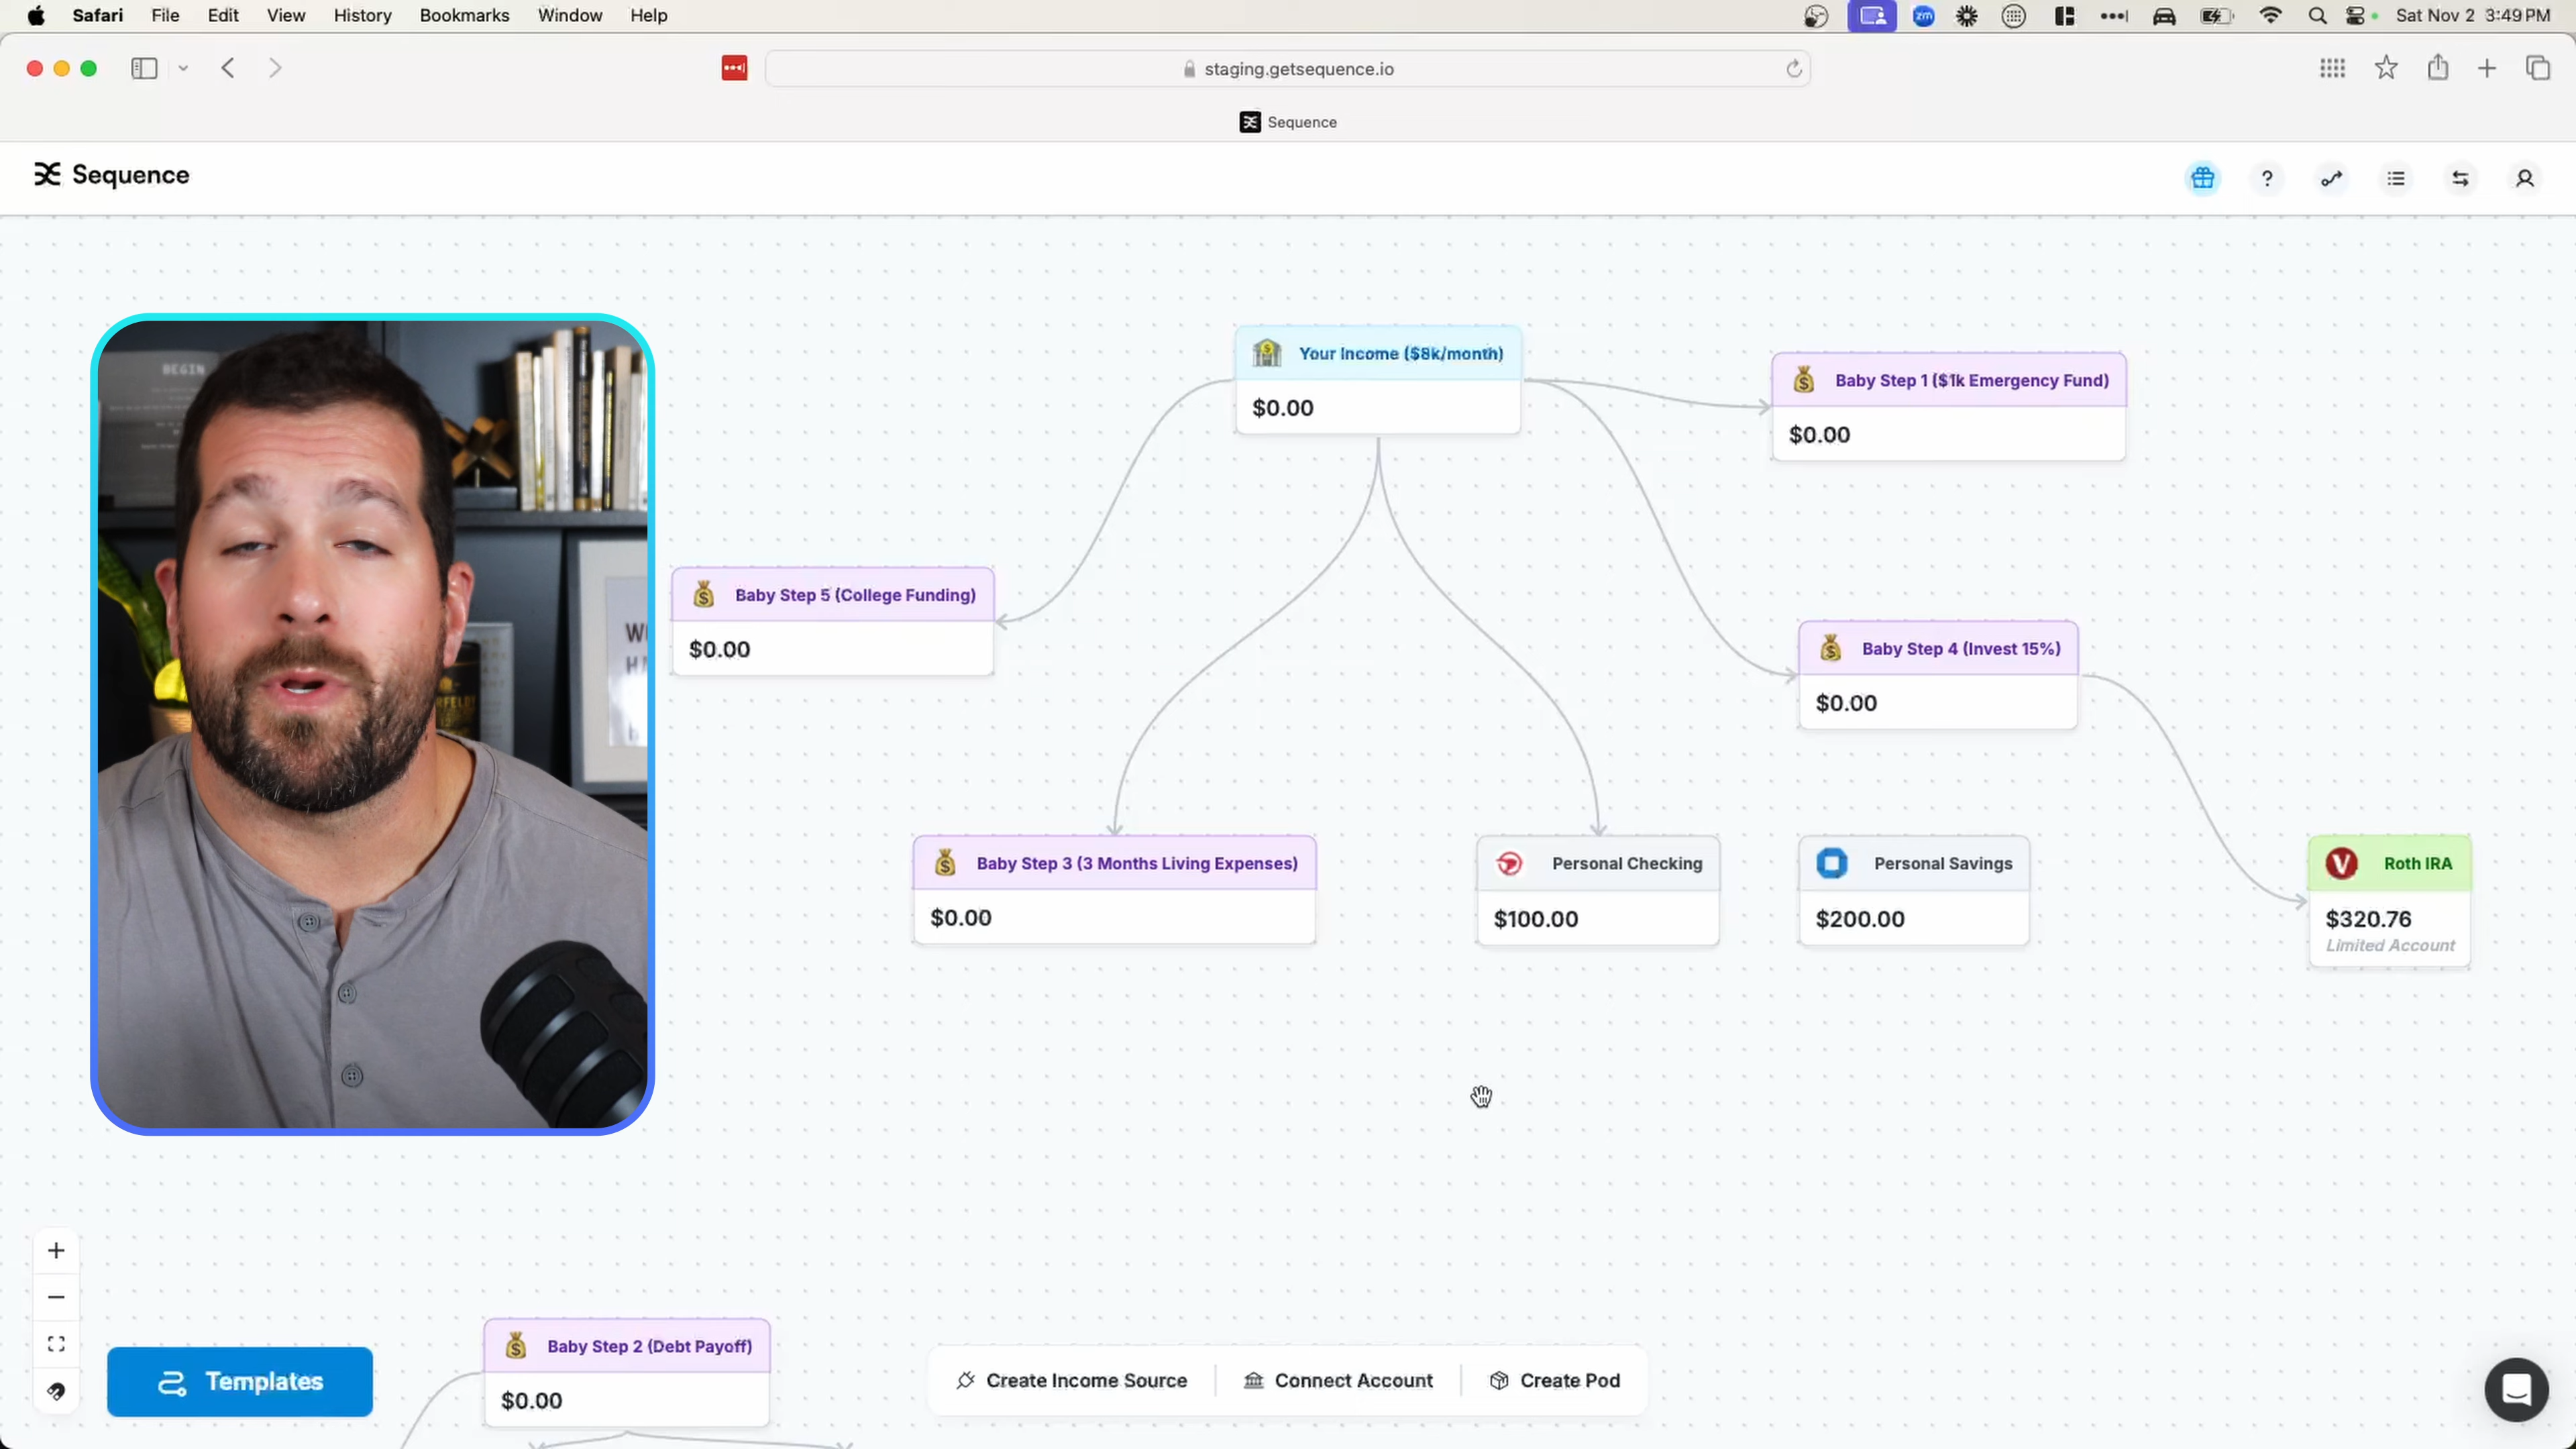 Safari File Edit View History Bookmarks Window Help
zm
Sat Nov 2 3:49 PM
staging.getsequence.io
Sequence
Sequence
?
BEGIN
Your Income ($8k/month)
$0.00
Baby Step 1 ($1k Emergency Fund)
$0.00
Baby Step 5 (College Funding)
$0.00
Baby Step 4 (Invest 15%)
$0.00
Baby Step 3 (3 Months Living Expenses)
$0.00
Personal Checking
$100.00
Personal Savings
$200.00
V
Roth IRA
$320.76
Limited Account
Baby Step 2 (Debt Payoff)
$0.00
Templates
Create Income Source
Connect Account
Create Pod